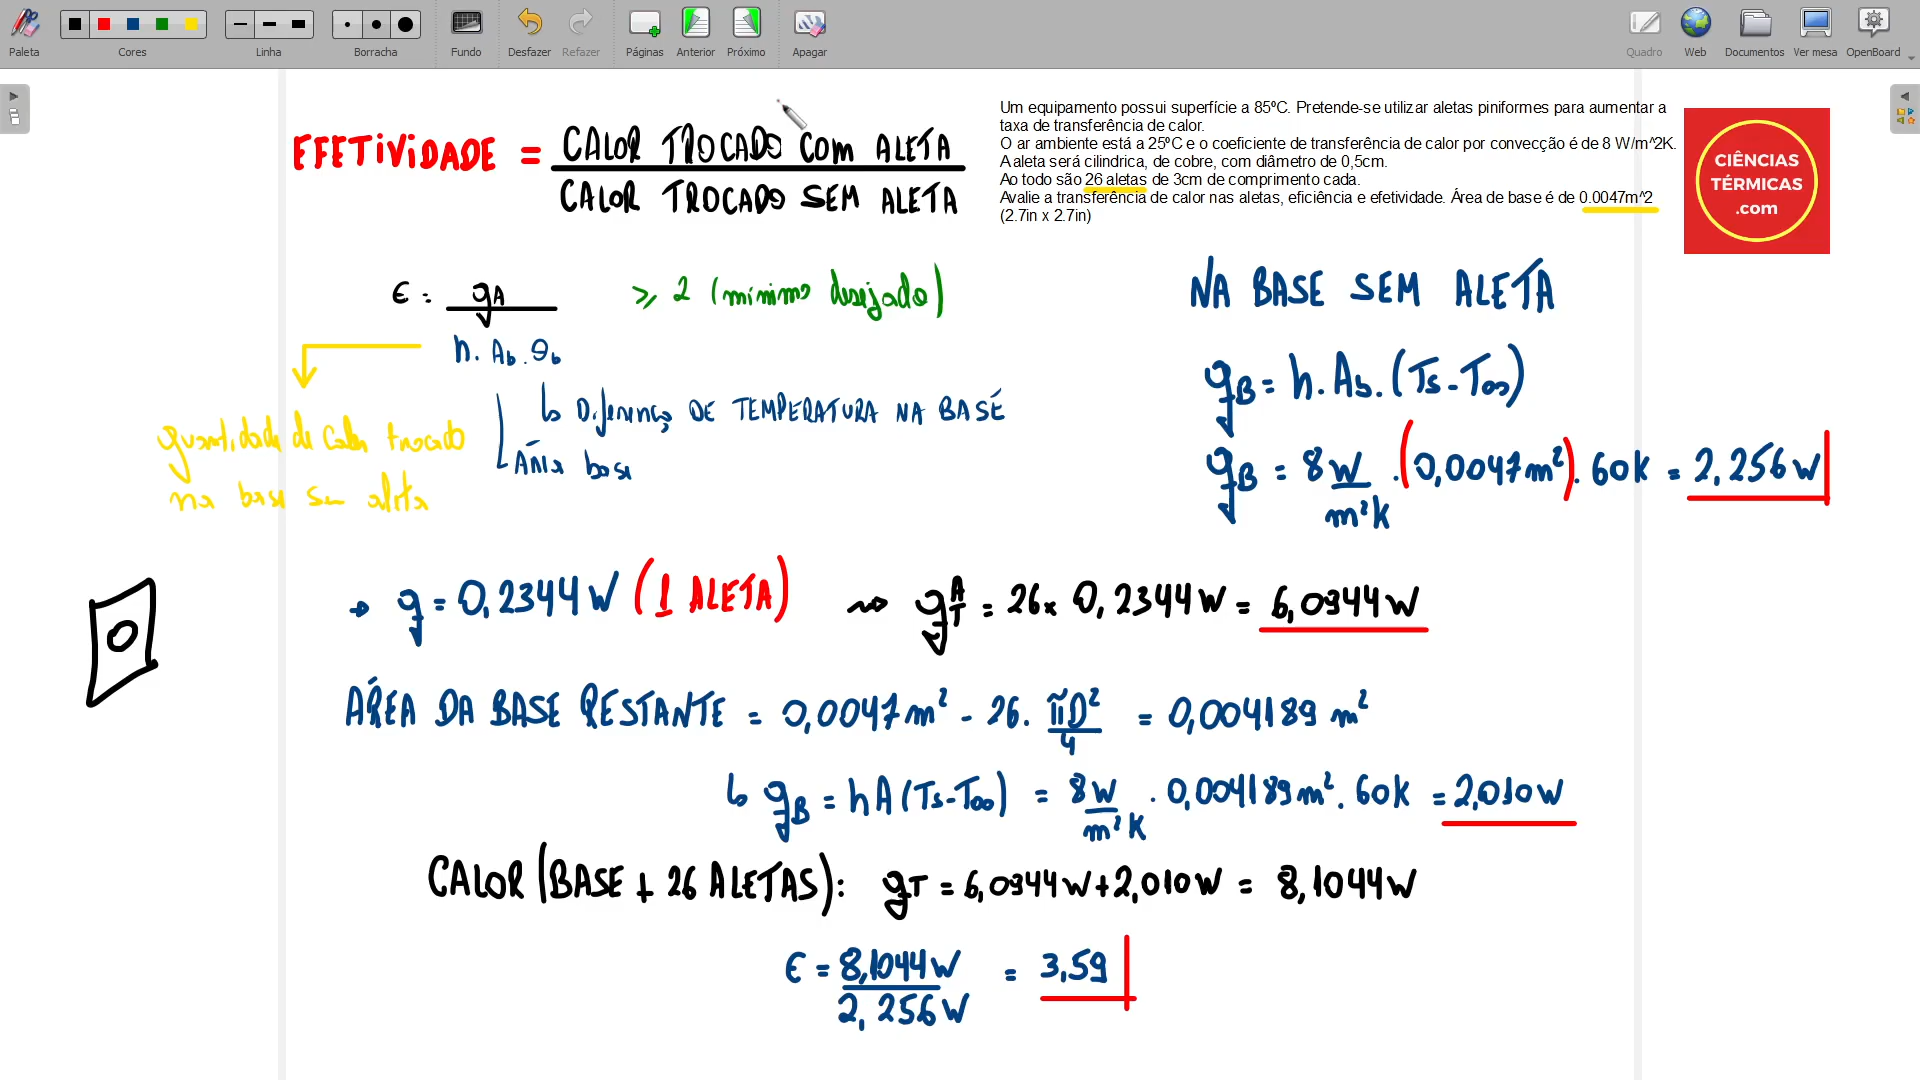 Paleta
Cores
Linha
Borracha
Fundo
Desfazer
Refazer
Páginas
Anterior
Próximo
Apagar
Quadro
Web
Documentos
Ver mesa
OpenBoard
EFETiViDADE = CALOR TROCADO COM ALETA
CALOR TROCADO SEM ALETA
Um equipamento possui superfície a 85ºC. Pretende-se utilizar aletas piniformes para aumentar a
taxa de transferência de calor.
O ar ambiente está a 25ºC e o coeficiente de transferência de calor por convecção é de 8 W/m^2K.
A aleta será cilindrica, de cobre, com diâmetro de 0,5cm.
Ao todo são 26 aletas de 3cm de comprimento cada.
Avalie a transferência de calor nas aletas, eficiência e efetividade. Área de base é de 0.0047m^2
(2.7in x 2.7in)
CIÊNCIAS
TÉRMICAS
.com
ϵ = qA
h. Ab. θb
≥ 2 (mínimo desejado)
↳ Diferença DE TEMPERATURA NA BASE
Área base
quantidade de calor trocado
na base sem aleta
NA BASE SEM ALETA
qB = h. Ab. (Ts - T∞)
qB = 8 W/m²K . (0,0047 m²) . 60K = 2,256 W
→ q = 0,2344 W (1 ALETA) ⇝ qTA = 26 x 0,2344 W = 6,0944 W
ÁREA DA BASE RESTANTE = 0,0047 m² - 26. πD²/4 = 0,004189 m²
↳ qB = hA (Ts - T∞) = 8 W/m²K . 0,004189 m² . 60K = 2,010 W
CALOR (BASE + 26 ALETAS): qT = 6,0944 W + 2,010 W = 8,1044 W
ϵ = 8,1044 W / 2,256 W = 3,59